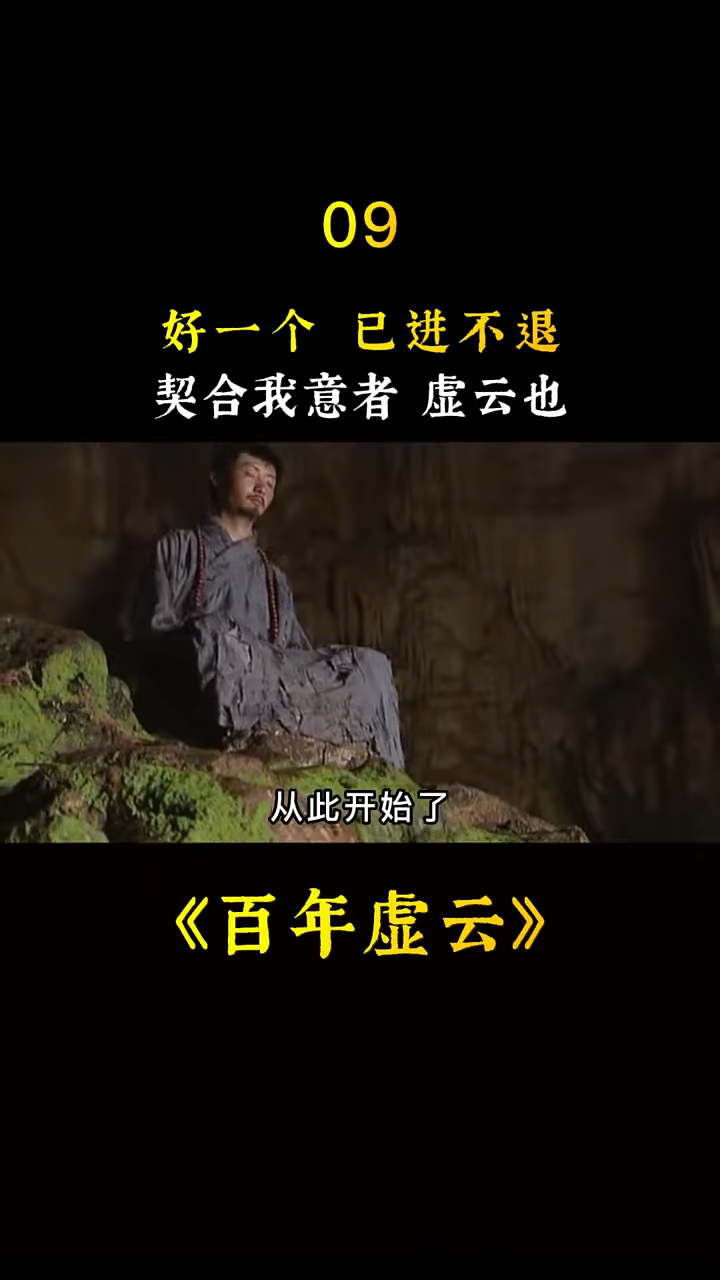 09
好一个 已进不退
契合我意者 虚云也
从此开始了
《百年虚云》